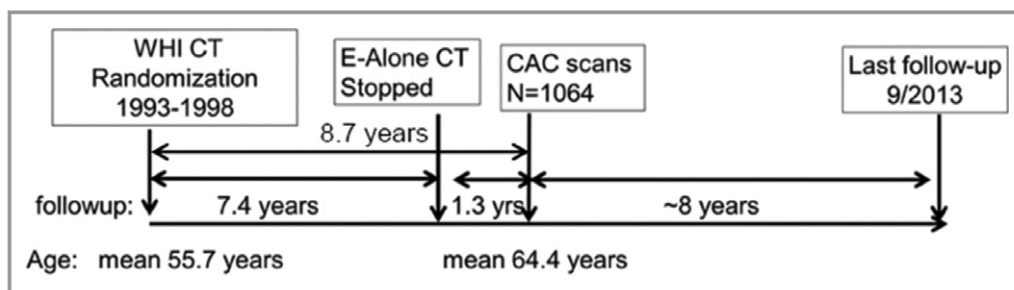 WHI CT
Randomization
1993-1998
E-Alone CT
Stopped
CAC scans
N=1064
Last follow-up
9/2013
8.7 years
followup: 7.4 years 1.3 yrs ~8 years
Age: mean 55.7 years mean 64.4 years